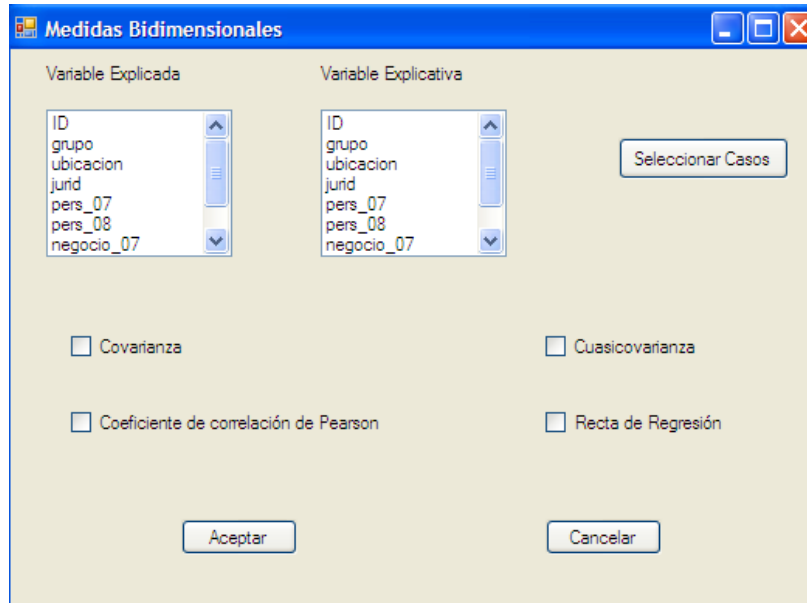 Medidas Bidimensionales
Variable Explicada
Variable Explicativa
ID
grupo
ubicacion
jurid
pers_07
pers_08
negocio_07
ID
grupo
ubicacion
jurid
pers_07
pers_08
negocio_07
Seleccionar Casos
Covarianza
Cuasicovarianza
Coeficiente de correlación de Pearson
Recta de Regresión
Aceptar
Cancelar